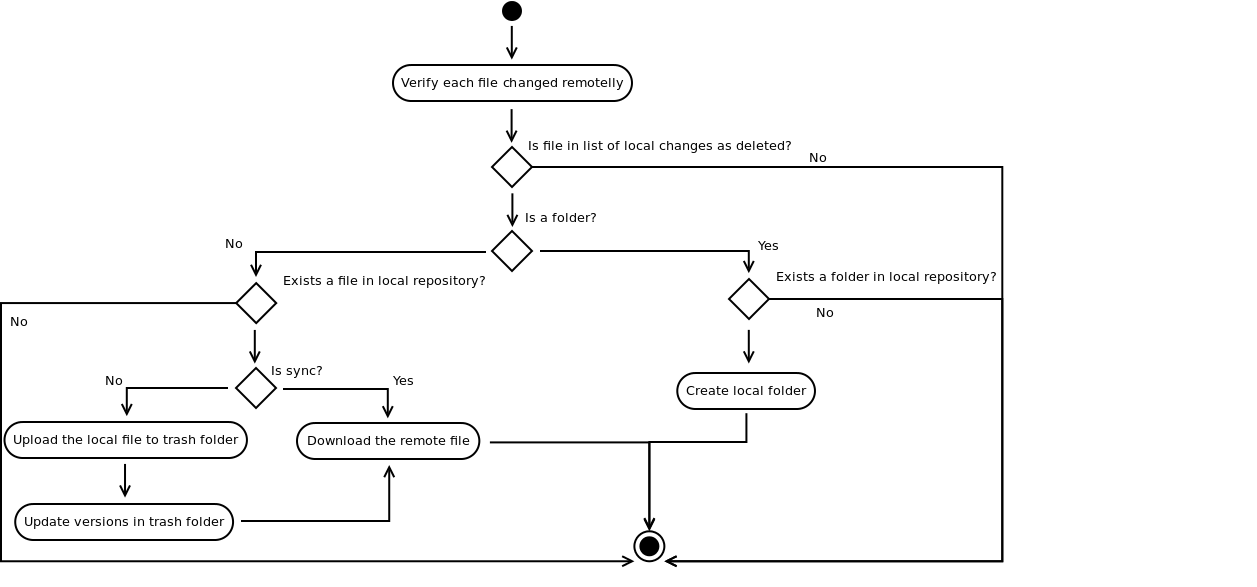 Verify each file changed remotelly
Is file in list of local changes as deleted?
No
Is a folder?
No
Yes
Exists a file in local repository?
Exists a folder in local repository?
No
No
Is sync?
No
Yes
Create local folder
Upload the local file to trash folder
Download the remote file
Update versions in trash folder